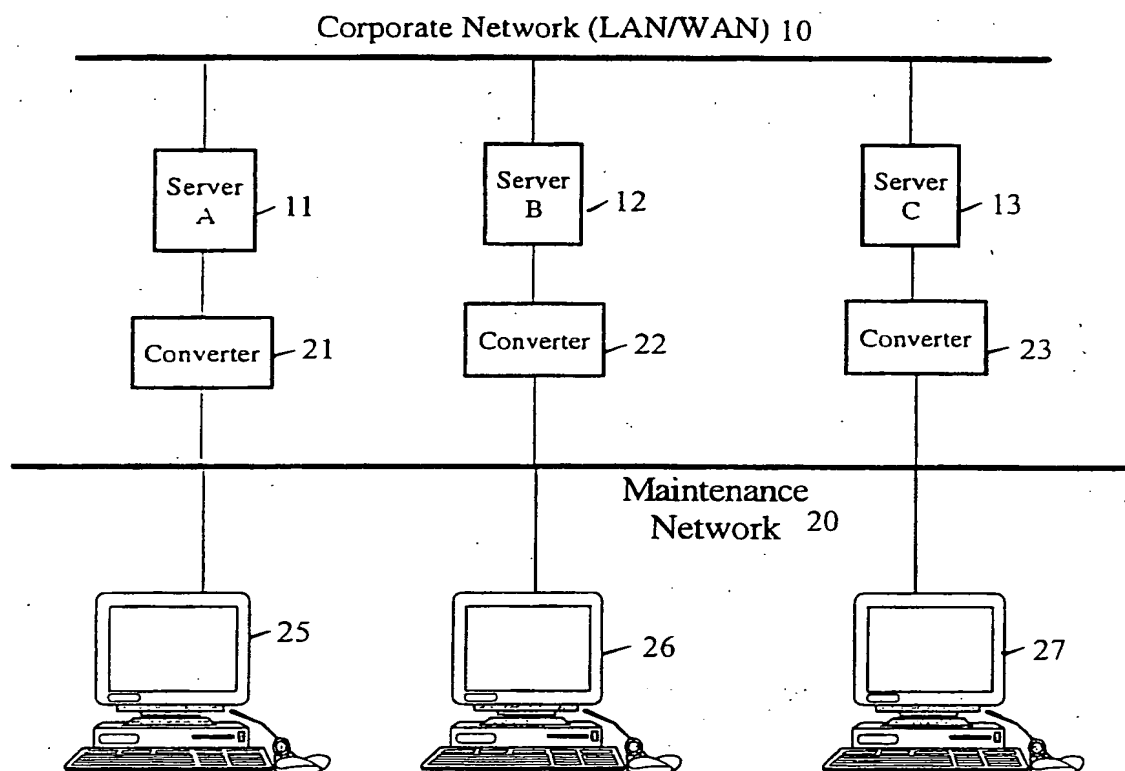 Corporate Network (LAN/WAN) 10
Server
A
11
Server
B
12
Server
C
13
Converter
21
Converter
22
Converter
23
Maintenance
Network 20
25
26
27